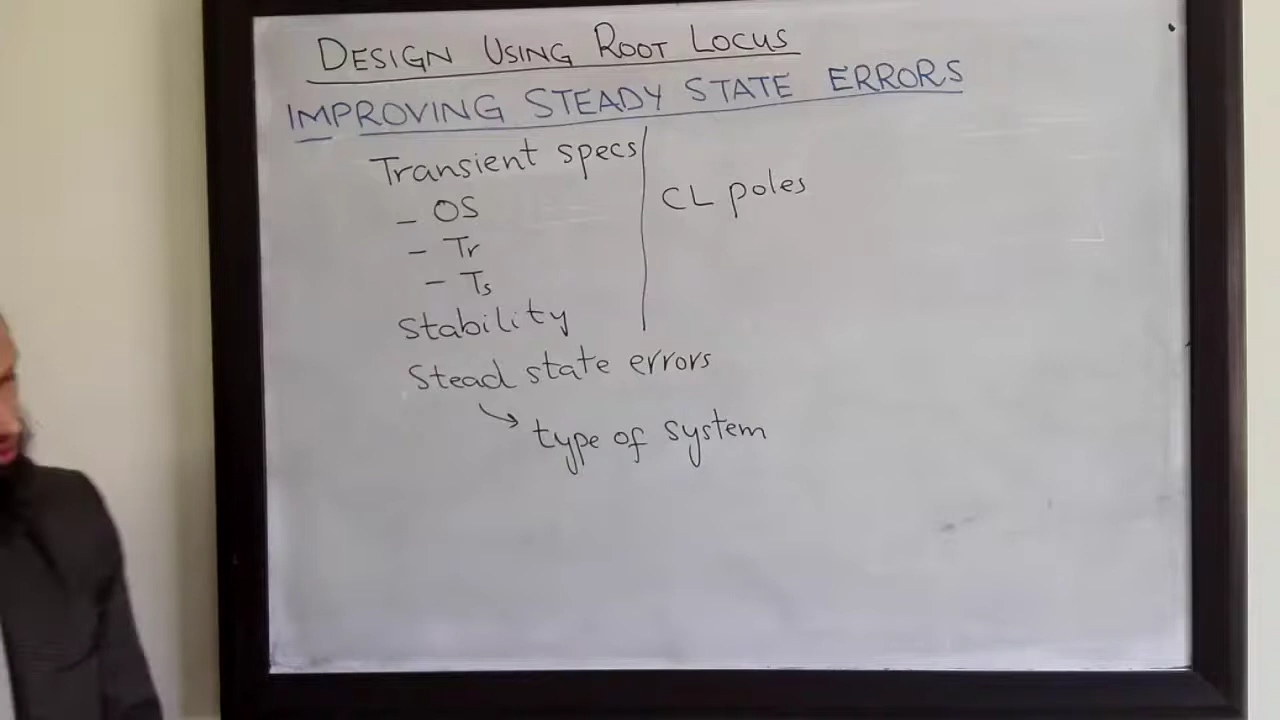 DESIGN USING ROOT LOCUS
IMPROVING STEADY STATE ERRORS
Transient specs
CL poles
- OS
- Tr
- Ts
Stability
Stead state errors
type of system